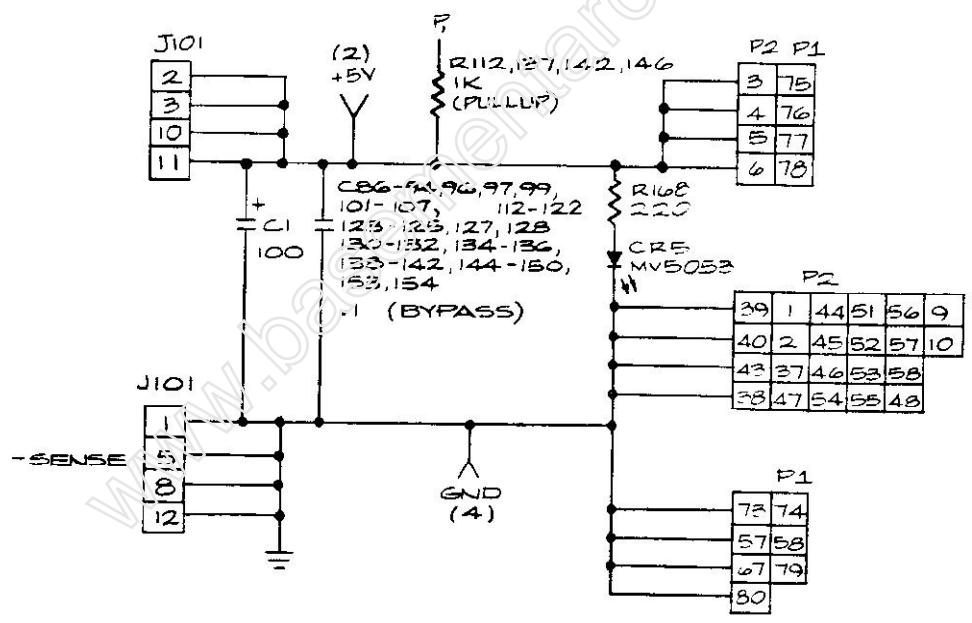 P,
J101
2
3
10
11
(2)
+5V
R112,137,142,146
1K
(PULLUP)
P2 P1
3 75
4 76
5 77
6 78
+
C1
100
96,97,99,
101-107, 112-122
123-125,127,128
130-132,134-136,
138-142,144-150,
153,154
.1 (BYPASS)
R168
220
CR5
MV5053
P2
39 1 44 51 56 9
40 2 45 52 57 10
43 37 46 53 58
38 47 54 55 48
J101
1
-SENSE 5
8
12
GND
(4)
P1
73 74
57 58
67 79
80